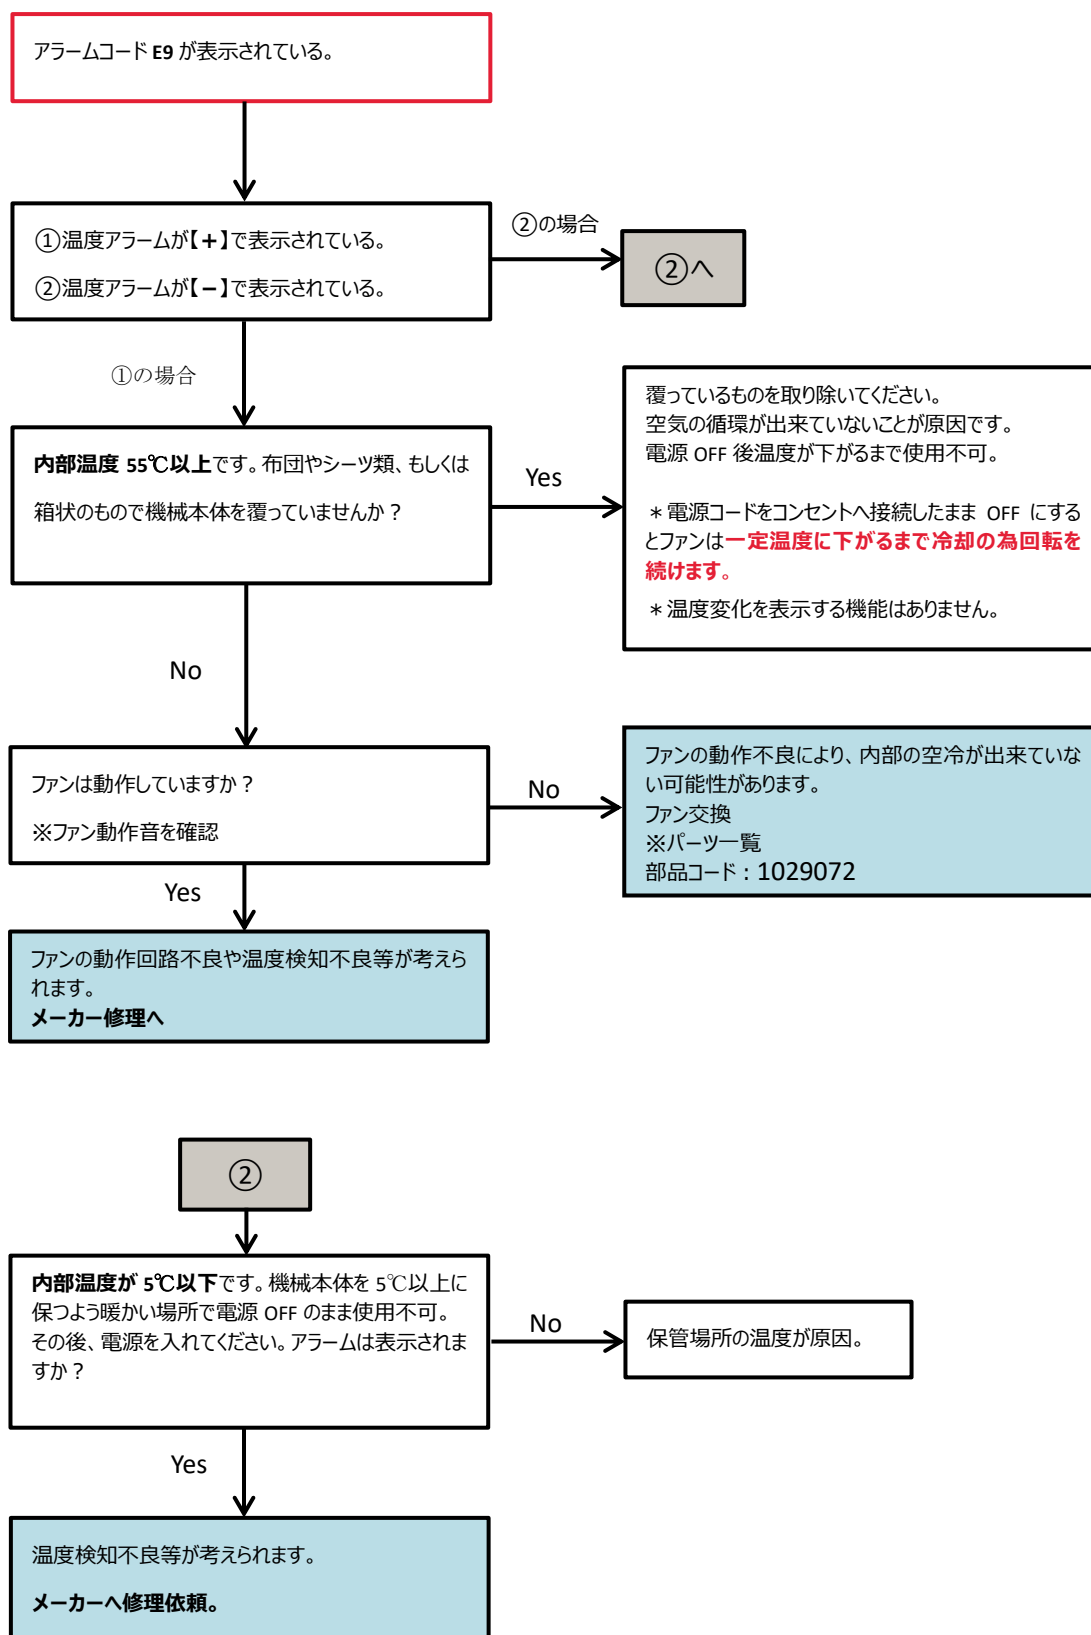 アラームコード E9 が表示されている。
①温度アラームが【＋】で表示されている。
②温度アラームが【－】で表示されている。
②の場合
②へ
①の場合
内部温度 55℃以上です。布団やシーツ類、もしくは
箱状のもので機械本体を覆っていませんか？
Yes
覆っているものを取り除いてください。
空気の循環が出来ていないことが原因です。
電源 OFF 後温度が下がるまで使用不可。
＊電源コードをコンセントへ接続したまま OFF にする
とファンは一定温度に下がるまで冷却の為回転を
続けます。
＊温度変化を表示する機能はありません。
No
ファンは動作していますか？
※ファン動作音を確認
No
ファンの動作不良により、内部の空冷が出来ていな
い可能性があります。
ファン交換
※パーツ一覧
部品コード：1029072
Yes
ファンの動作回路不良や温度検知不良等が考えら
れます。
メーカー修理へ
②
内部温度が 5℃以下です。機械本体を 5℃以上に
保つよう暖かい場所で電源 OFF のまま使用不可。
その後、電源を入れてください。アラームは表示されま
すか？
No
保管場所の温度が原因。
Yes
温度検知不良等が考えられます。
メーカーへ修理依頼。